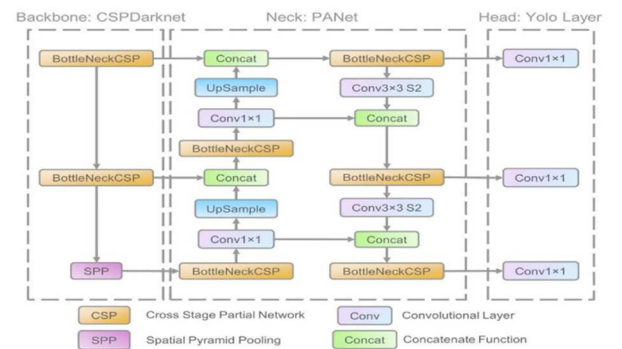 Backbone: CSPDarknet Neck: PANet Head: Yolo Layer
BottleNeckCSP Concat BottleNeckCSP Conv1×1
UpSample Conv3×3 S2
Conv1×1 Concat
BottleNeckCSP
BottleNeckCSP Concat BottleNeckCSP Conv1×1
UpSample Conv3×3 S2
Conv1×1 Concat
SPP BottleNeckCSP BottleNeckCSP Conv1×1
CSP Cross Stage Partial Network Conv Convolutional Layer
SPP Spatial Pyramid Pooling Concat Concatenate Function